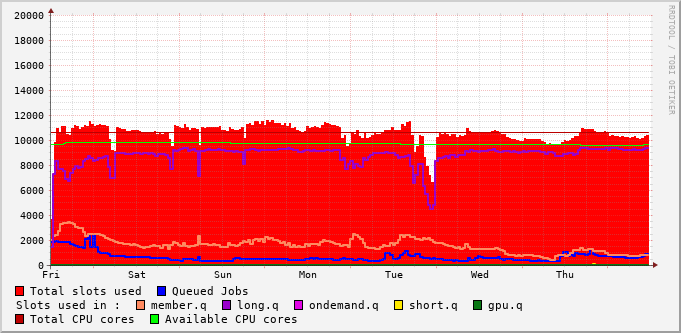 20000
18000
16000
14000
12000
10000
8000
6000
4000
2000
0
Fri Sat Sun Mon Tue Wed Thu
RRDTOOL / TOBI OETIKER
Total slots used Queued Jobs
Slots used in : member.q long.q ondemand.q short.q gpu.q
Total CPU cores Available CPU cores